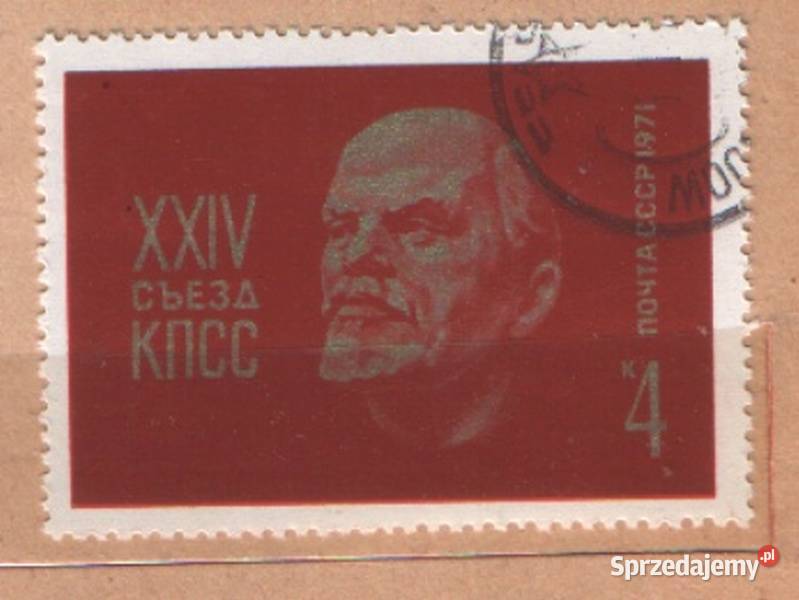 XXIV
СЪЕЗД
КПСС
ПОЧТА СССР 1971
К 4
Sprzedajemy.pl